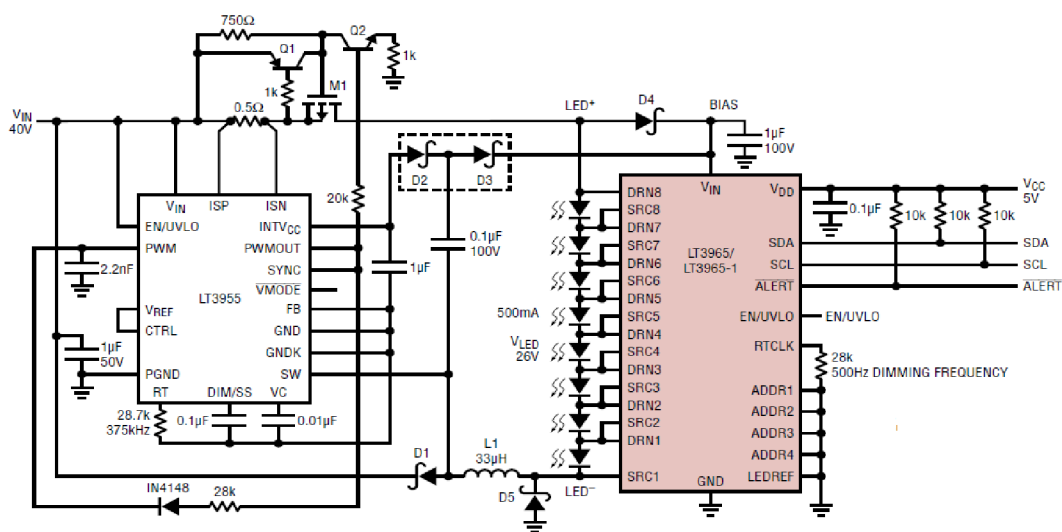 750Ω
Q2
Q1
1k
1k
M1
VIN
40V
0.5Ω
LED+
D4
BIAS
1µF
100V
D2
D3
VIN
ISP
ISN
EN/UVLO
INTVCC
PWM
PWMOUT
SYNC
LT3955
VMODE
VREF
FB
CTRL
GND
GNDK
PGND
SW
RT
DIM/SS
VC
20k
2.2nF
1µF
1µF
50V
28.7k
375kHz
0.1µF
0.01µF
0.1µF
100V
500mA
VLED
26V
D1
L1
33µH
D5
LED–
IN4148
28k
VIN
VDD
DRN8
SRC8
DRN7
SRC7
DRN6
SRC6
DRN5
SRC5
DRN4
SRC4
DRN3
SRC3
DRN2
SRC2
DRN1
SRC1
LT3965/
LT3965-1
SDA
SCL
ALERT
EN/UVLO
RTCLK
ADDR1
ADDR2
ADDR3
ADDR4
LEDREF
GND
VCC
5V
0.1µF
10k
10k
10k
SDA
SCL
ALERT
EN/UVLO
28k
500Hz DIMMING FREQUENCY